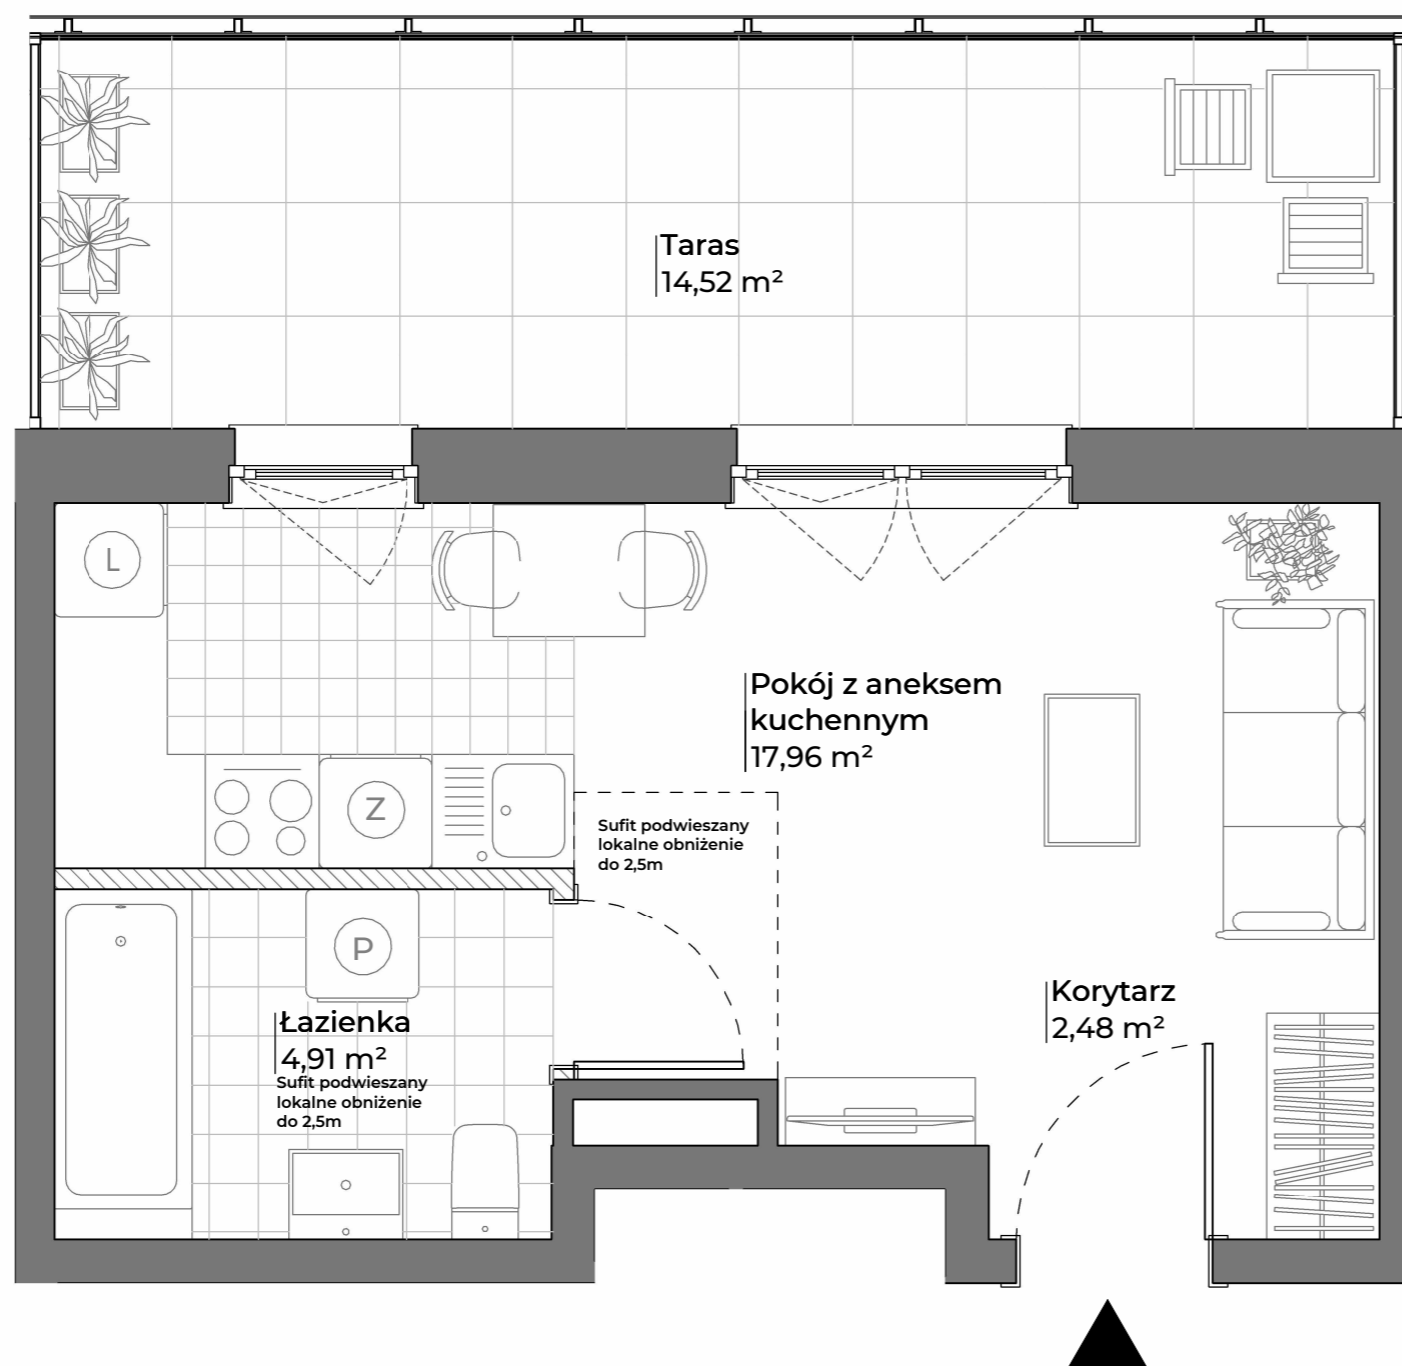 Taras
14,52 m²
L
Pokój z aneksem
kuchennym
17,96 m²
Z
Sufit podwieszany
lokalne obniżenie
do 2,5m
P
Korytarz
2,48 m²
Łazienka
4,91 m²
Sufit podwieszany
lokalne obniżenie
do 2,5m